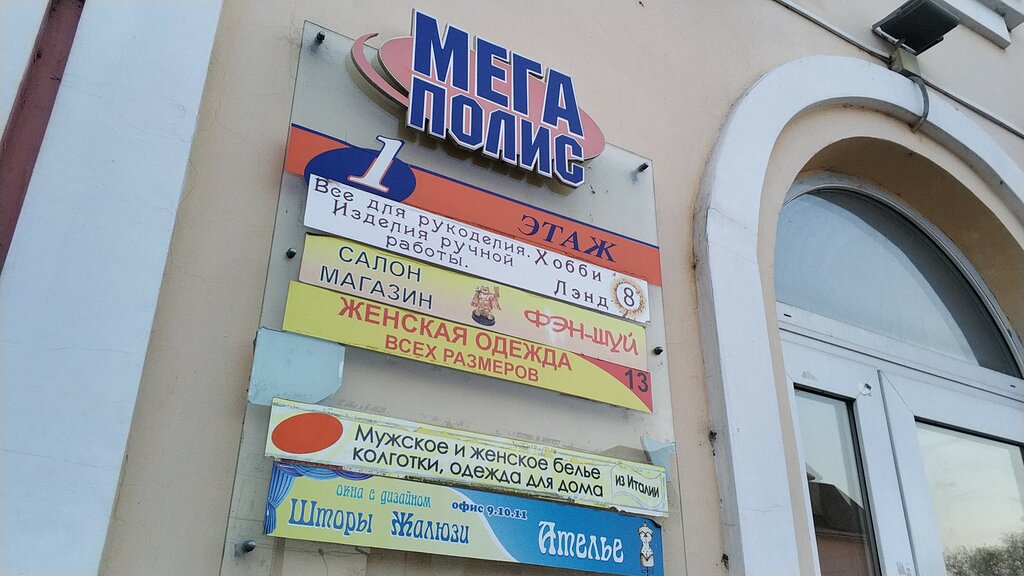 МЕГА
ПОЛИС
1 ЭТАЖ
Все для рукоделия. Хобби
Изделия ручной Лэнд 8
работы.
САЛОН
МАГАЗИН ФЭН-ШУЙ
ЖЕНСКАЯ ОДЕЖДА
ВСЕХ РАЗМЕРОВ 13
Мужское и женское белье
колготки, одежда для дома из Италии
окна с дизайном офис 9.10.11
Шторы Жалюзи Ателье